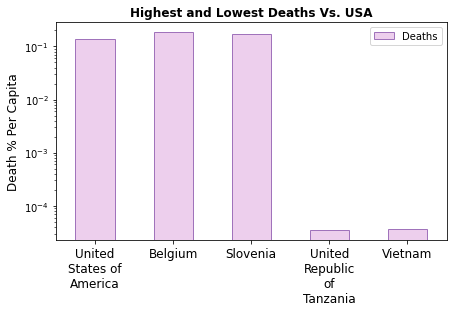 Highest and Lowest Deaths Vs. USA
Deaths
Death % Per Capita
10⁻¹
10⁻²
10⁻³
10⁻⁴
United
States of
America
Belgium
Slovenia
United
Republic
of
Tanzania
Vietnam